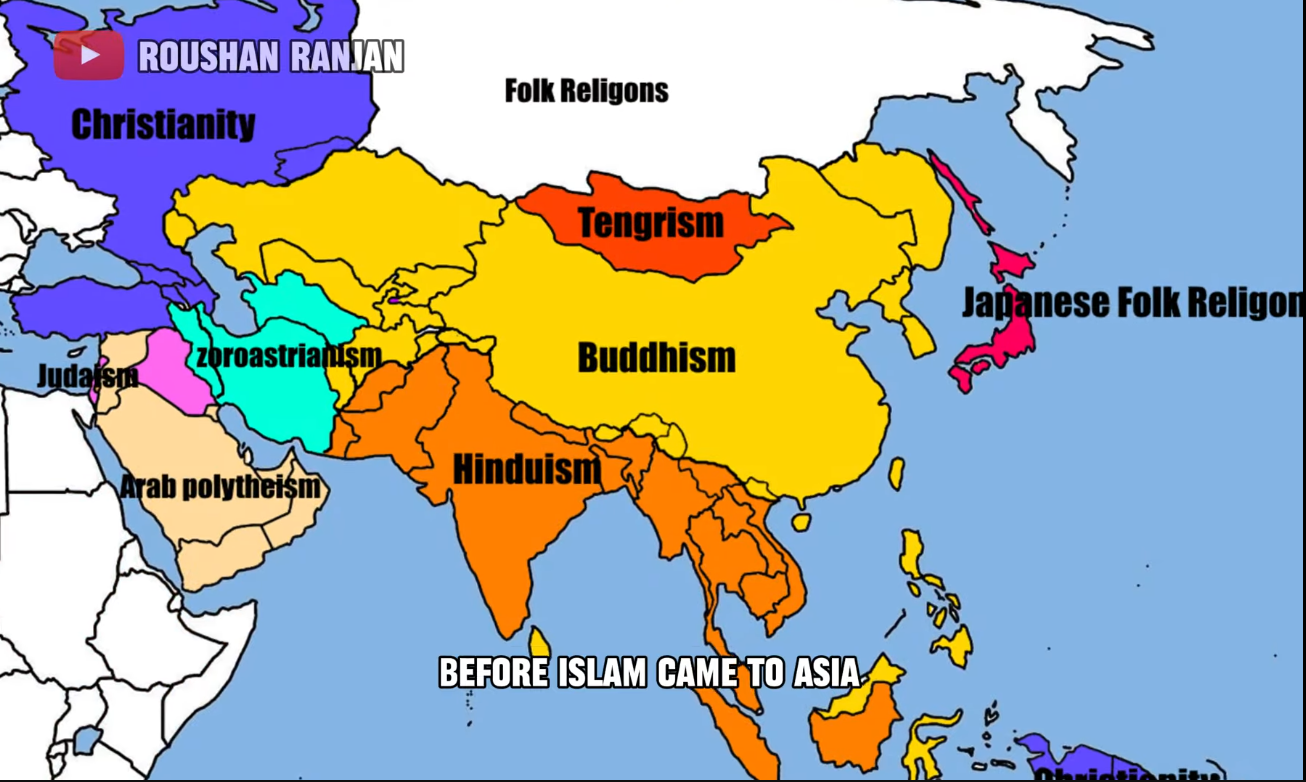 ROUSHAN RANJAN
Folk Religons
Christianity
Tengrism
Japanese Folk Religon
zoroastrianism
Buddhism
Judaism
Hinduism
Arab polytheism
BEFORE ISLAM CAME TO ASIA
Christianity